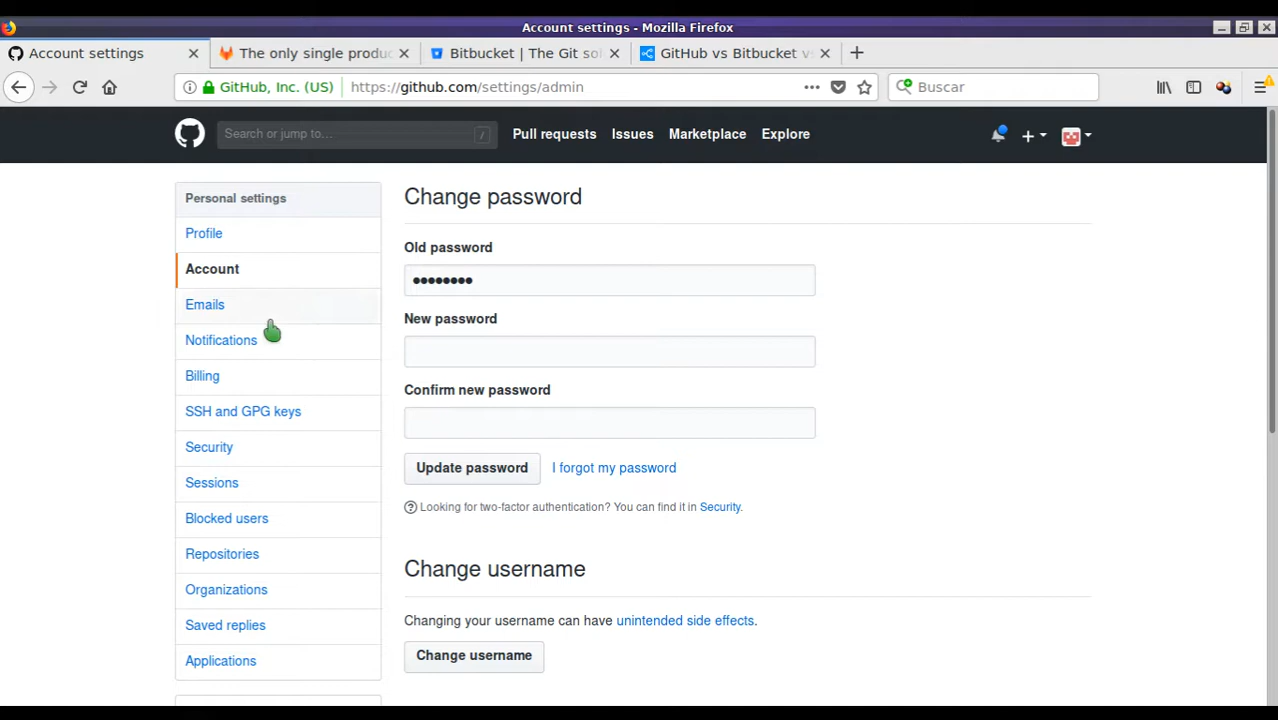 Account settings - Mozilla Firefox
Account settings
The only single produc
Bitbucket | The Git sol
GitHub vs Bitbucket vs
GitHub, Inc. (US)
https://github.com/settings/admin
Buscar
Search or jump to...
/
Pull requests
Issues
Marketplace
Explore
Personal settings
Profile
Account
Emails
Notifications
Billing
SSH and GPG keys
Security
Sessions
Blocked users
Repositories
Organizations
Saved replies
Applications
Change password
Old password
••••••••
New password
Confirm new password
Update password
I forgot my password
Looking for two-factor authentication? You can find it in Security.
Change username
Changing your username can have unintended side effects.
Change username